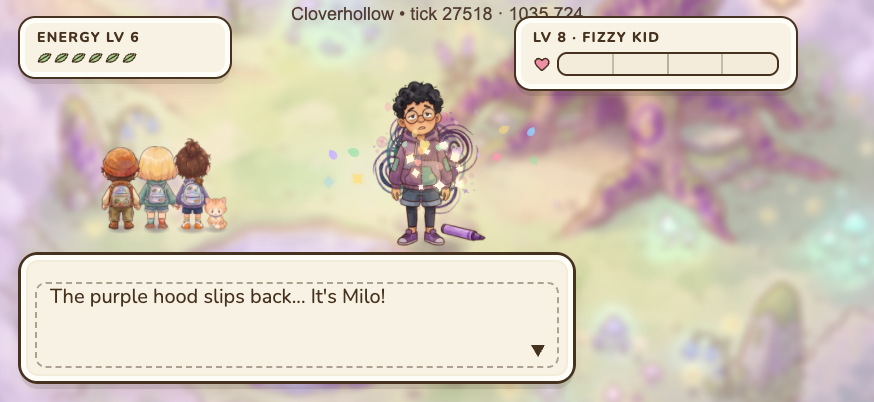 Cloverhollow • tick 27518 · 1035,724
ENERGY LV 6
LV 8 · FIZZY KID
The purple hood slips back... It's Milo!